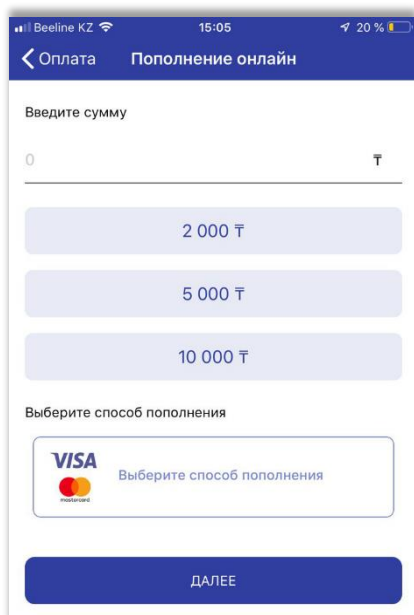 Beeline KZ 15:05 20 %
Оплата Пополнение онлайн
Введите сумму
0 ₸
2 000 ₸
5 000 ₸
10 000 ₸
Выберите способ пополнения
VISA
mastercard
Выберите способ пополнения
ДАЛЕЕ